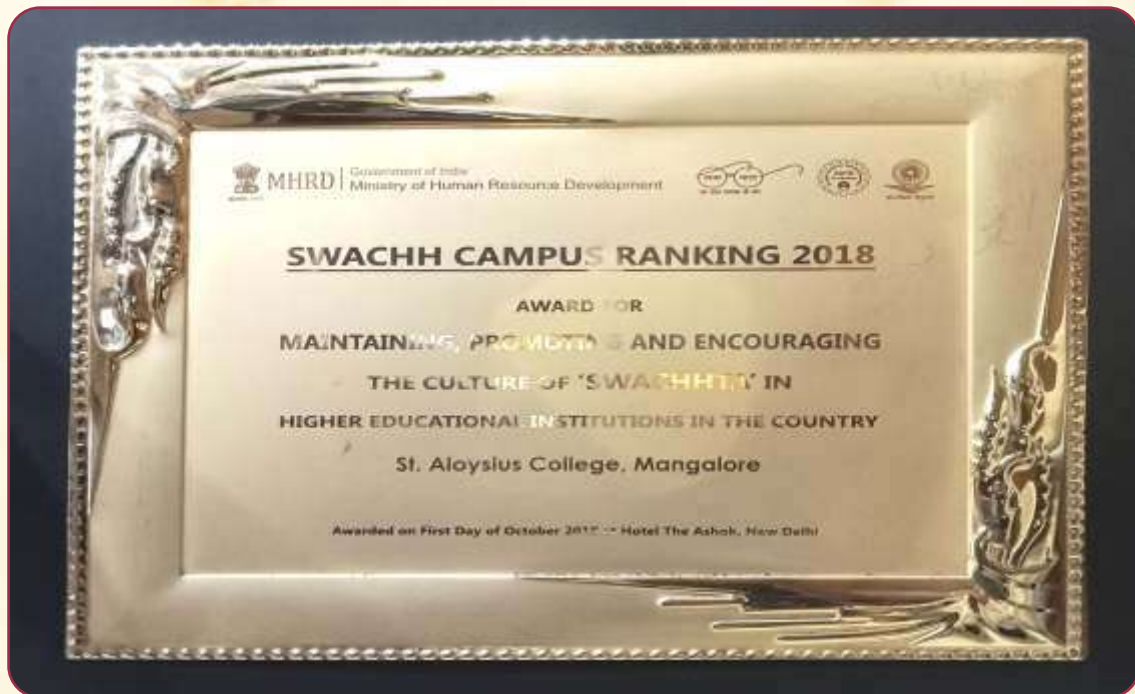 MHRD
Government of India
Ministry of Human Resource Development
SWACHH CAMPUS RANKING 2018
AWARD FOR
MAINTAINING, PROMOTING AND ENCOURAGING
THE CULTURE OF 'SWACHHTA' IN
HIGHER EDUCATIONAL INSTITUTIONS IN THE COUNTRY
St. Aloysius College, Mangalore
Awarded on First Day of October Hotel The Ashok, New Delhi